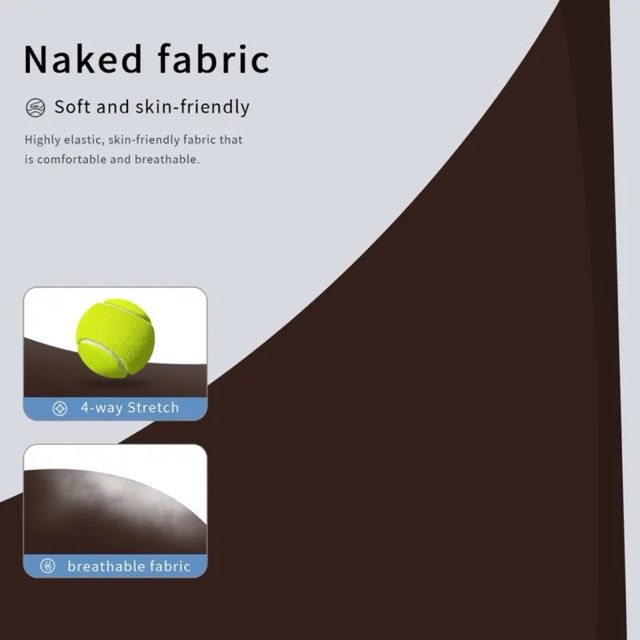 Naked fabric
Soft and skin-friendly
Highly elastic, skin-friendly fabric that
is comfortable and breathable.
4-way Stretch
breathable fabric